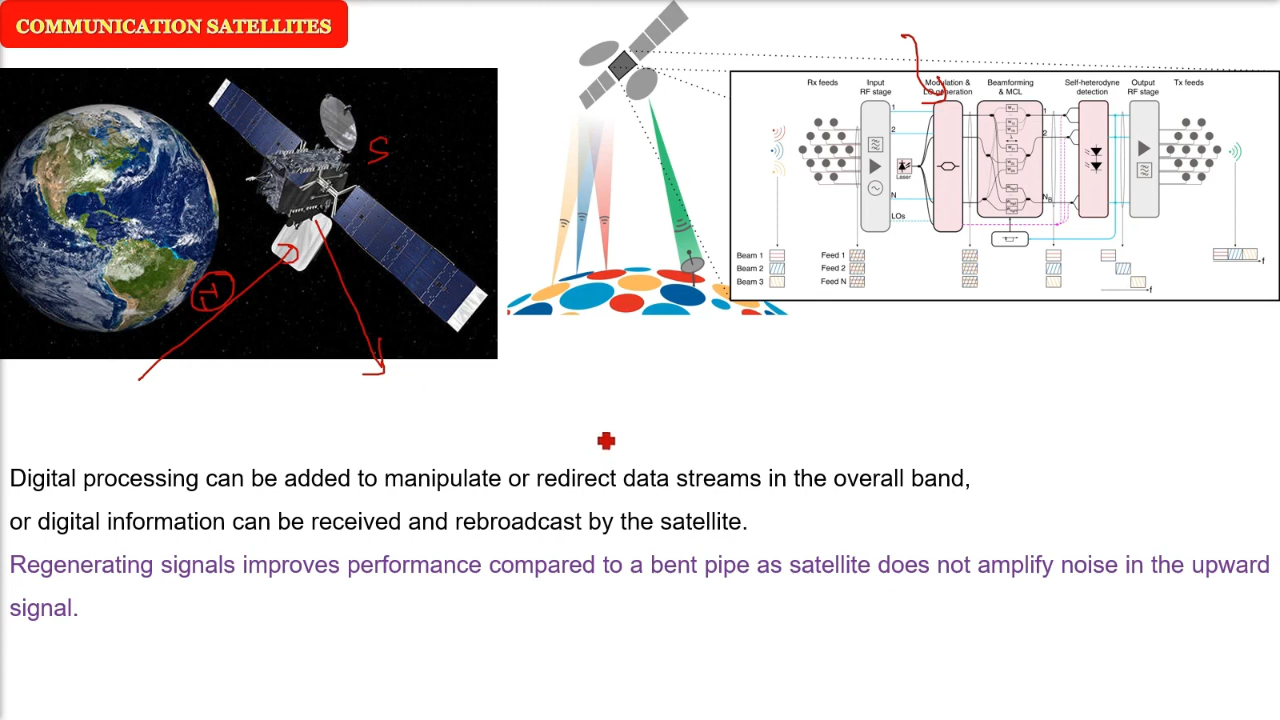 COMMUNICATION SATELLITES
S
Rx feeds
Input
RF stage
Modulation &
LO generation
Beamforming
& MCL
Self-heterodyne
detection
Output
RF stage
Tx feeds
1
2
N
LOs
Laser
1
2
Beam 1
Beam 2
Beam 3
Feed 1
Feed 2
Feed N
f
f
Digital processing can be added to manipulate or redirect data streams in the overall band,
or digital information can be received and rebroadcast by the satellite.
Regenerating signals improves performance compared to a bent pipe as satellite does not amplify noise in the upward
signal.